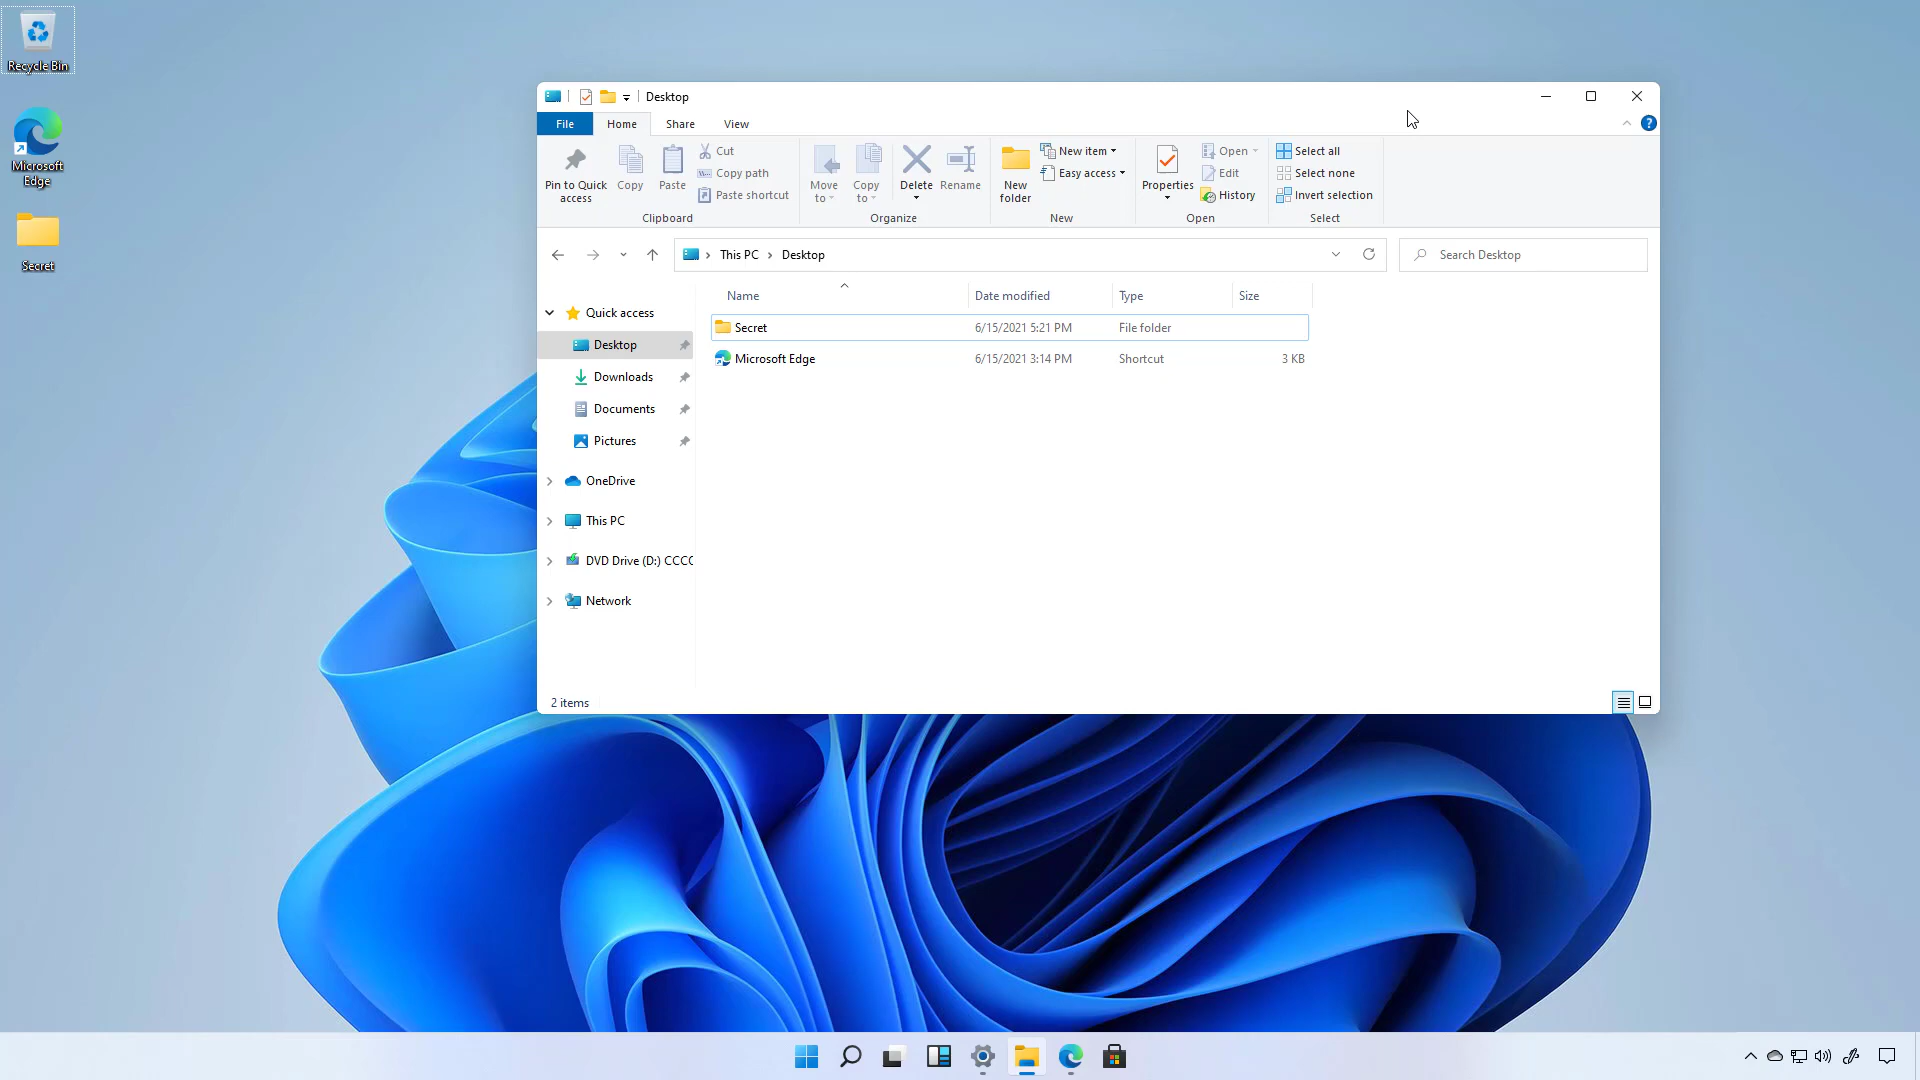 Recycle Bin
Microsoft
Edge
Secret
Desktop
File Home Share View
Pin to Quick
access
Copy
Paste
Cut
Copy path
Paste shortcut
Clipboard
Move
to
Copy
to
Delete
Rename
Organize
New
folder
New item
Easy access
New
Properties
Open
Edit
History
Open
Select all
Select none
Invert selection
Select
This PC Desktop
Search Desktop
Name Date modified Type Size
Secret 6/15/2021 5:21 PM File folder
Microsoft Edge 6/15/2021 3:14 PM Shortcut 3 KB
Quick access
Desktop
Downloads
Documents
Pictures
OneDrive
This PC
DVD Drive (D:) CCCC
Network
2 items